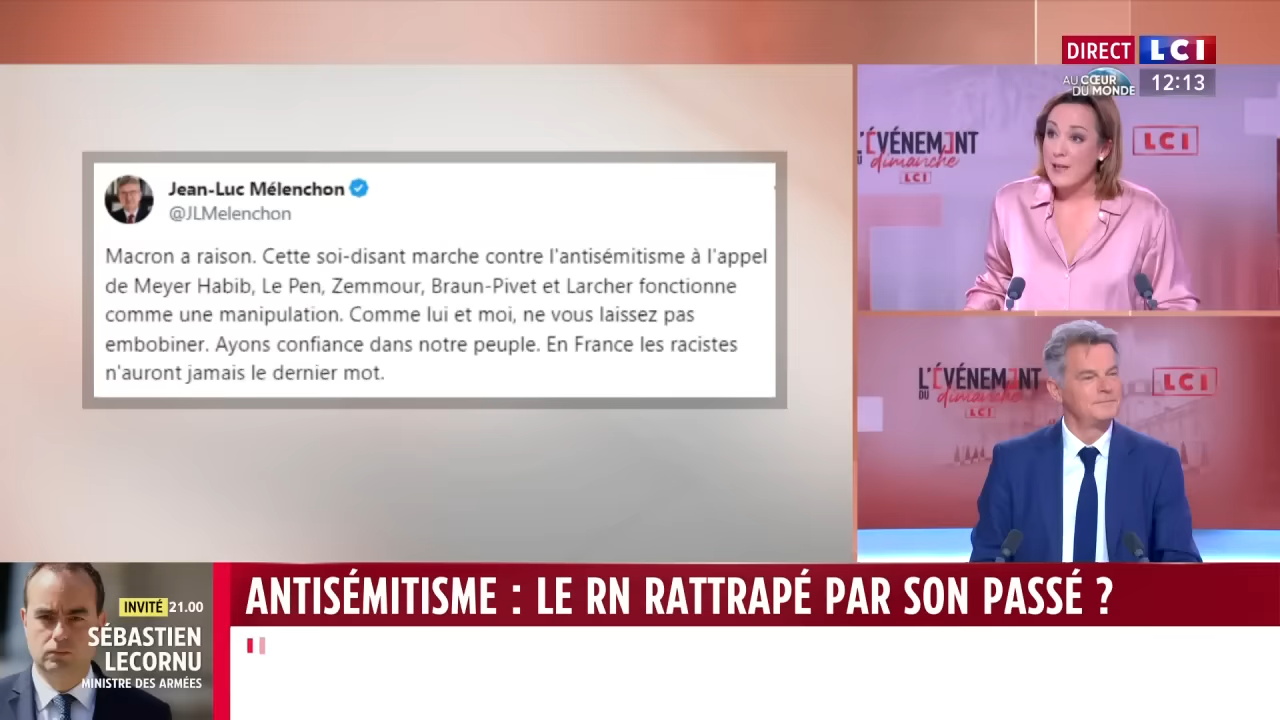 DIRECT LCI
AU CŒUR
DU MONDE
12:13
L'ÉVÉNEMENT
DU dimanche
LCI
LCI
Jean-Luc Mélenchon
@JLMelenchon
Macron a raison. Cette soi-disant marche contre l'antisémitisme à l'appel
de Meyer Habib, Le Pen, Zemmour, Braun-Pivet et Larcher fonctionne
comme une manipulation. Comme lui et moi, ne vous laissez pas
embobiner. Ayons confiance dans notre peuple. En France les racistes
n'auront jamais le dernier mot.
L'ÉVÉNEMENT
DU dimanche
LCI
LCI
INVITÉ 21.00
SÉBASTIEN
LECORNU
MINISTRE DES ARMÉES
ANTISÉMITISME : LE RN RATTRAPÉ PAR SON PASSÉ ?